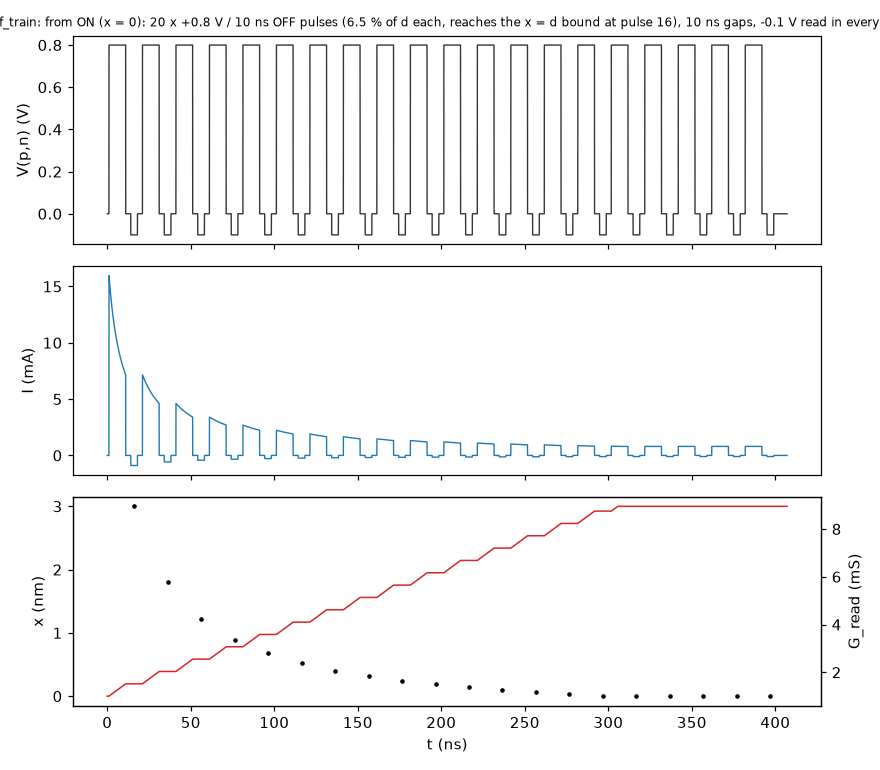 f_train: from ON (x = 0): 20 x +0.8 V / 10 ns OFF pulses (6.5 % of d each, reaches the x = d bound at pulse 16), 10 ns gaps, -0.1 V read in every
0.8
0.6
0.4
0.2
0.0
V(p,n) (V)
15
10
5
0
I (mA)
3
2
1
0
x (nm)
8
6
4
2
G_read (mS)
0 50 100 150 200 250 300 350 400
t (ns)